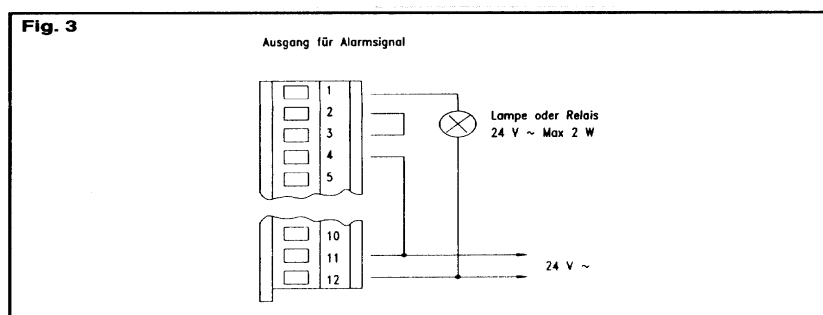 Fig. 3
Ausgang für Alarmsignal
1
2
3
4
5
10
11
12
Lampe oder Relais
24 V ~ Max 2 W
24 V ~